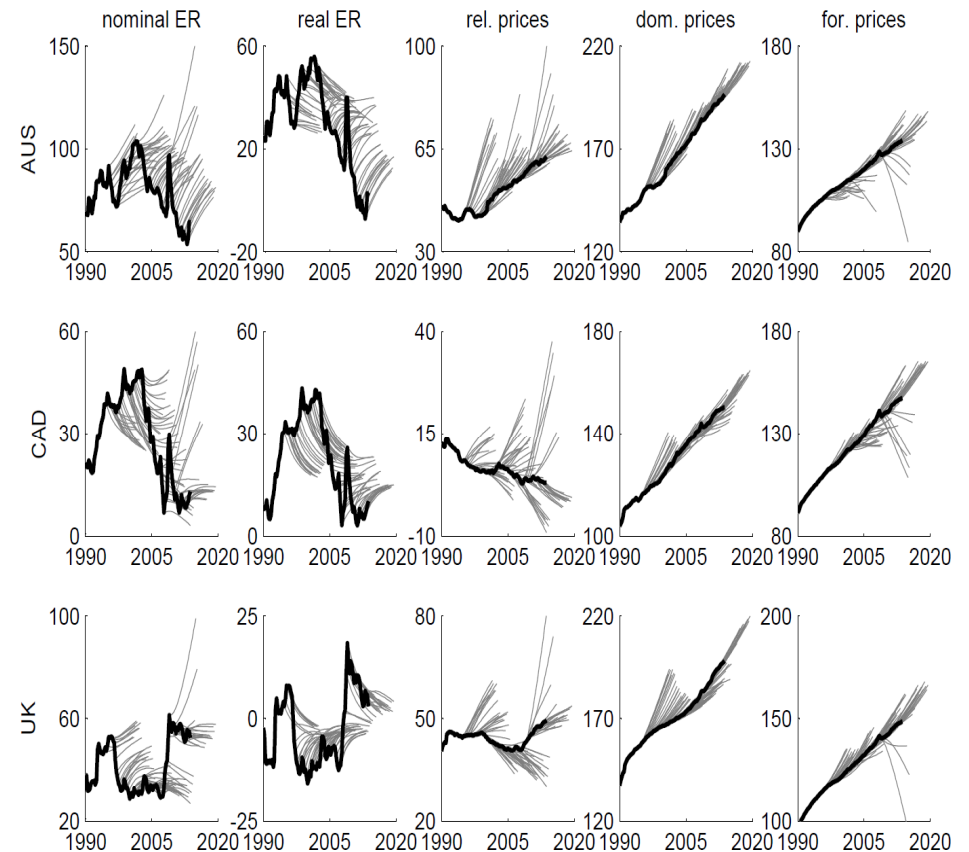 nominal ER real ER rel. prices dom. prices for. prices
AUS
150 60 100 220 180
100 20 65 170 130
50 -20 30 120 80
1990 2005 2020 1990 2005 2020 1990 2005 2020 1990 2005 2020 1990 2005 2020
CAD
60 60 40 180 180
30 30 15 140 130
0 0 -10 100 80
1990 2005 2020 1990 2005 2020 1990 2005 2020 1990 2005 2020 1990 2005 2020
UK
100 25 80 220 200
60 0 50 170 150
20 -25 20 120 100
1990 2005 2020 1990 2005 2020 1990 2005 2020 1990 2005 2020 1990 2005 2020